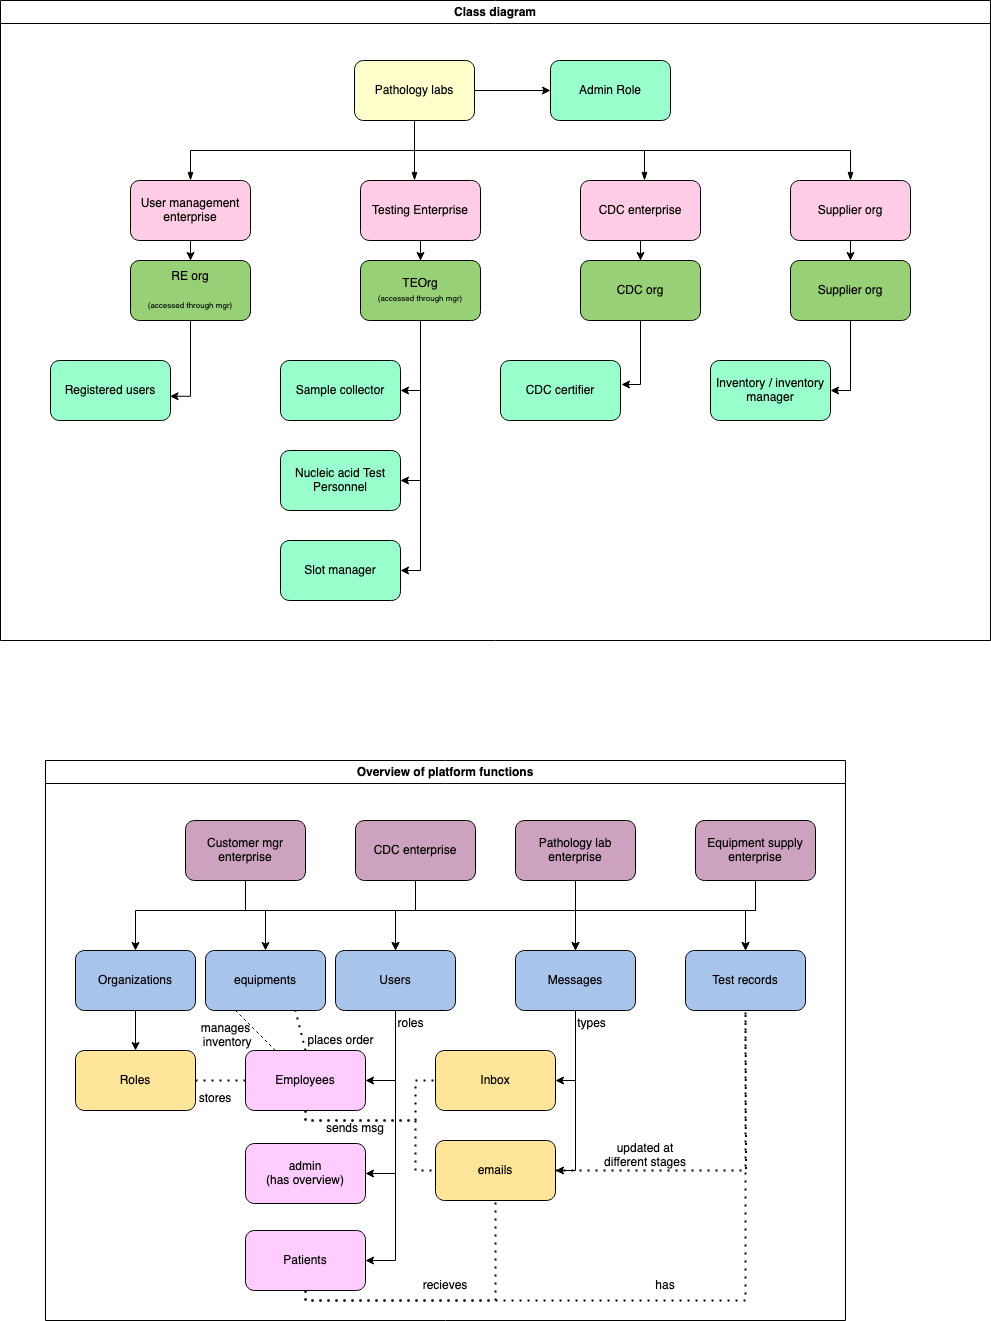 Class diagram
Pathology labs
Admin Role
User management
enterprise
Testing Enterprise
CDC enterprise
Supplier org
RE org
(accessed through mgr)
TEOrg
(accessed through mgr)
CDC org
Supplier org
Registered users
Sample collector
CDC certifier
Inventory / inventory
manager
Nucleic acid Test
Personnel
Slot manager
Overview of platform functions
Customer mgr
enterprise
CDC enterprise
Pathology lab
enterprise
Equipment supply
enterprise
Organizations
equipments
Users
Messages
Test records
manages
inventory
places order
roles
types
Roles
stores
Employees
Inbox
sends msg
admin
(has overview)
emails
updated at
different stages
Patients
recieves
has